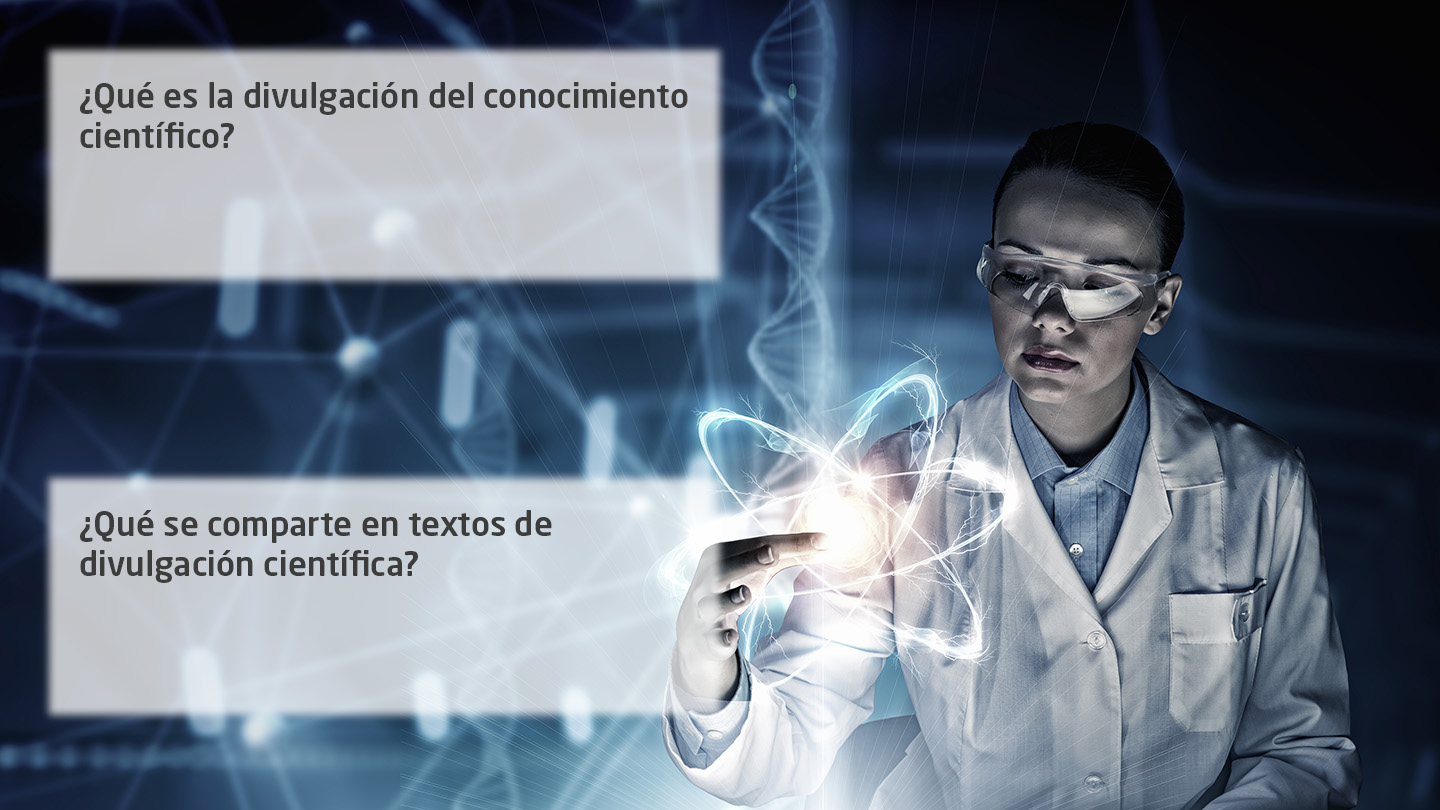 ¿Qué es la divulgación del conocimiento
científico?
¿Qué se comparte en textos de
divulgación científica?